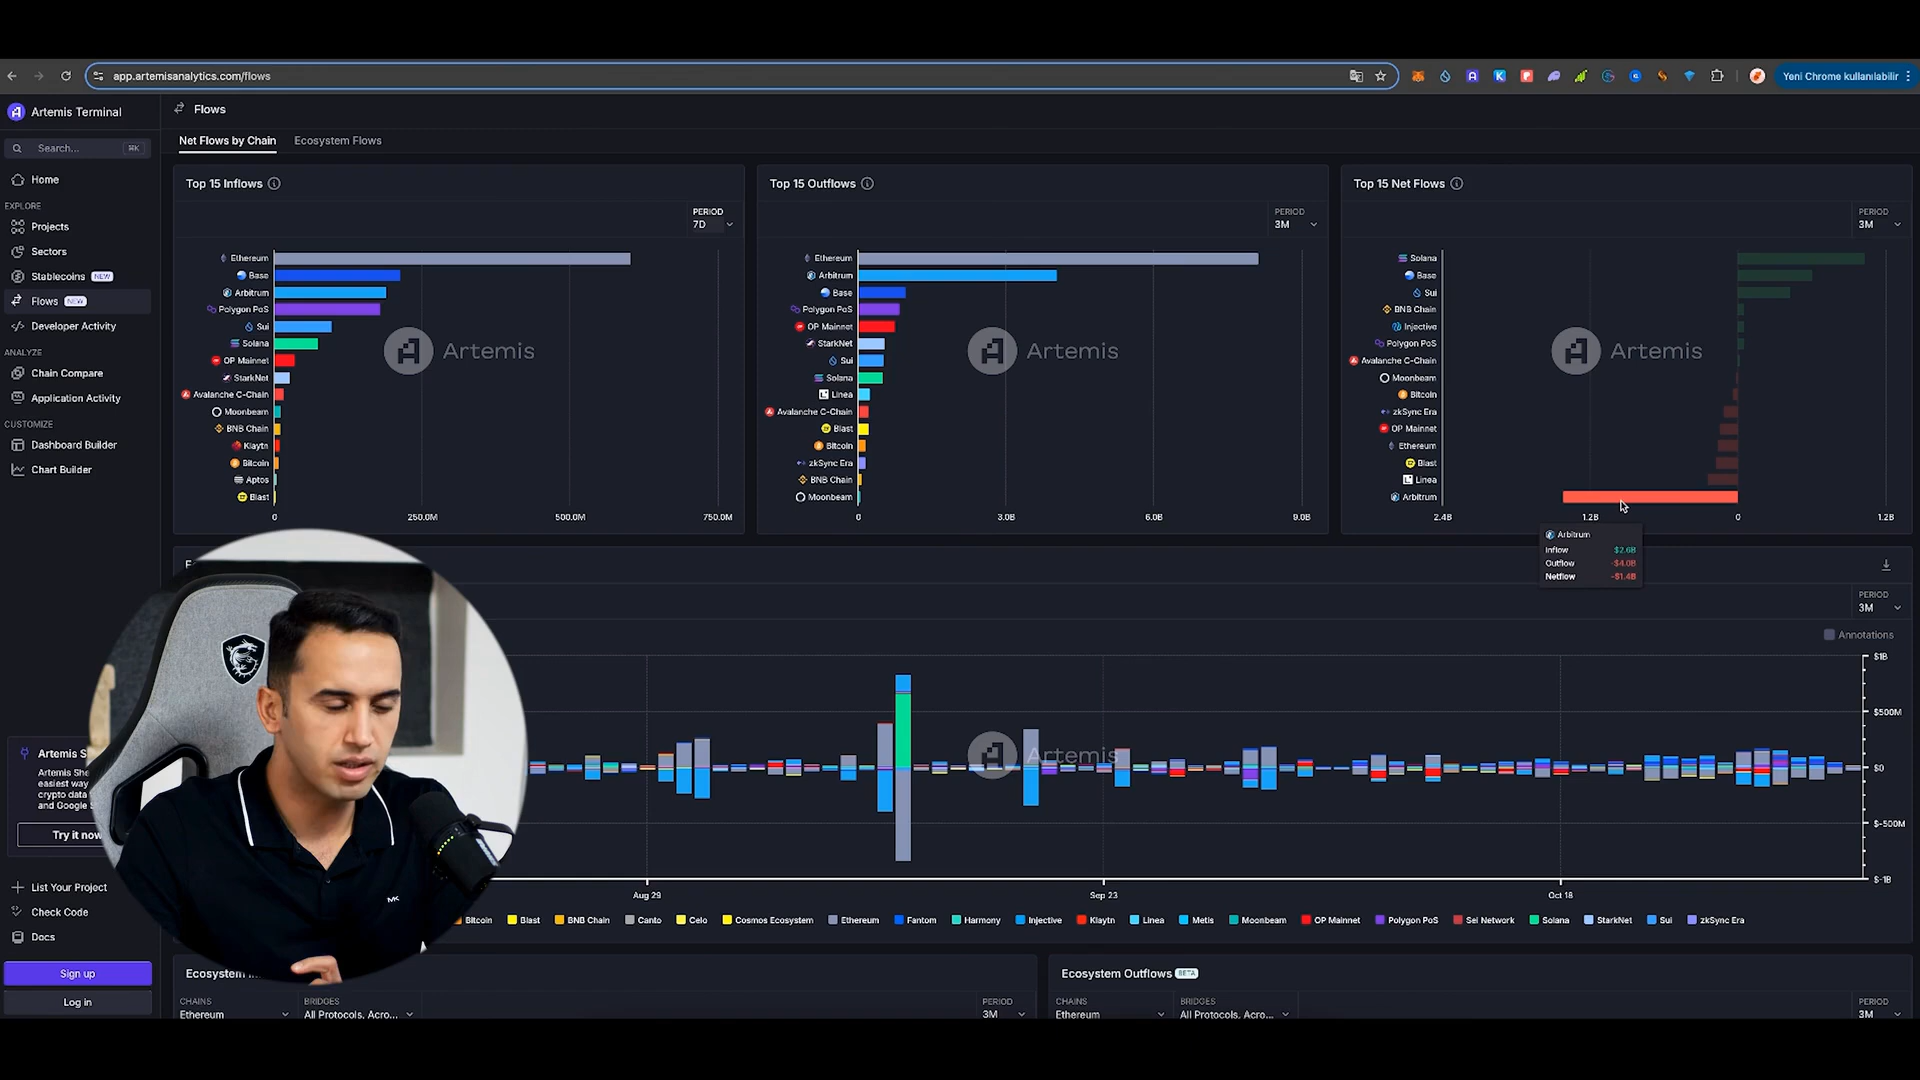 app.artemisanalytics.com/flows
Yeni Chrome kullanılabilir
Artemis Terminal
Flows
Search...
⌘K
Net Flows by Chain
Ecosystem Flows
Home
EXPLORE
Projects
Sectors
Stablecoins NEW
Flows NEW
Developer Activity
ANALYZE
Chain Compare
Application Activity
CUSTOMIZE
Dashboard Builder
Chart Builder
Top 15 Inflows
PERIOD
7D
Ethereum
Base
Arbitrum
Polygon PoS
Sui
Solana
OP Mainnet
StarkNet
Avalanche C-Chain
Moonbeam
BNB Chain
Klaytn
Bitcoin
Aptos
Blast
Artemis
0
250.0M
500.0M
750.0M
Top 15 Outflows
PERIOD
3M
Ethereum
Arbitrum
Base
Polygon PoS
OP Mainnet
StarkNet
Sui
Solana
Linea
Avalanche C-Chain
Blast
Bitcoin
zkSync Era
BNB Chain
Moonbeam
Artemis
0
3.0B
6.0B
9.0B
Top 15 Net Flows
PERIOD
3M
Solana
Base
Sui
BNB Chain
Injective
Polygon PoS
Avalanche C-Chain
Moonbeam
Bitcoin
zkSync Era
OP Mainnet
Ethereum
Blast
Linea
Arbitrum
Artemis
2.4B
1.2B
0
1.2B
Arbitrum
Inflow $2.6B
Outflow -$4.0B
Netflow -$1.4B
PERIOD
3M
Annotations
$1B
$500M
$0
$-500M
$-1B
Artemis
Aug 29
Sep 23
Oct 18
Bitcoin Blast BNB Chain Canto Celo Cosmos Ecosystem Ethereum Fantom Harmony Injective Klaytn Linea Metis Moonbeam OP Mainnet Polygon PoS Sei Network Solana StarkNet Sui zkSync Era
Artemis
easiest way
crypto data
and Google
Try it now
List Your Project
Check Code
Docs
Sign up
Log in
Ecosystem
CHAINS
Ethereum
BRIDGES
All Protocols, Acro...
PERIOD
3M
Ecosystem Outflows BETA
CHAINS
Ethereum
BRIDGES
All Protocols, Acro...
PERIOD
3M
MK